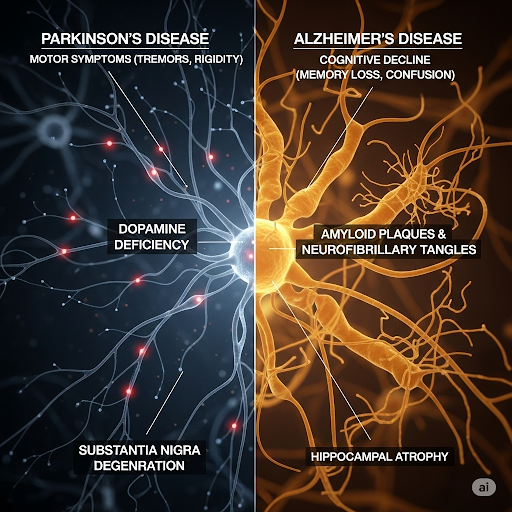 PARKINSON'S DISEASE
MOTOR SYMPTOMS (TREMORS, RIGIDITY)
DOPAMINE
DEFICIENCY
SUBSTANTIA NIGRA
DEGENRATION
ALZHEIMER'S DISEASE
COGNITIVE DECLINE
(MEMORY LOSS, CONFUSION)
AMYLOID PLAQUES &
NEUROFIBRILLARY TANGLES
HIPPOCAMPAL ATROPHY
ai